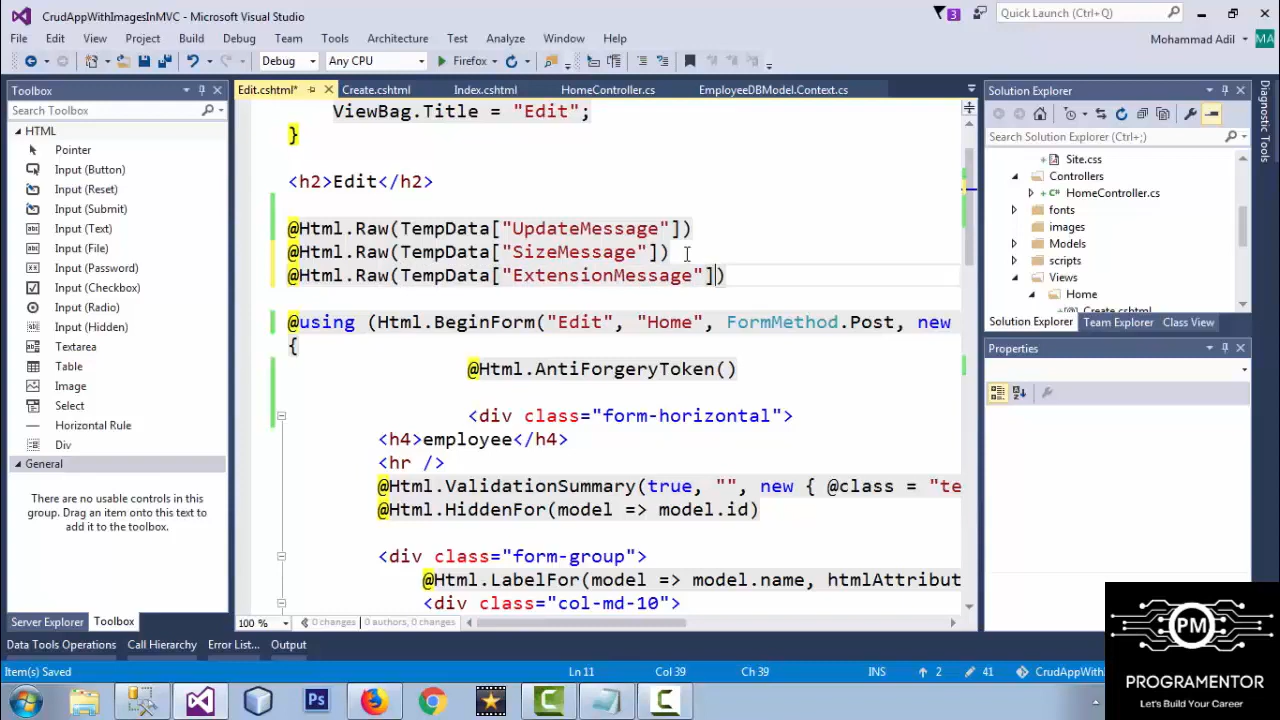 CrudAppWithImagesInMVC - Microsoft Visual Studio
3
Quick Launch (Ctrl+Q)
File Edit View Project Build Debug Team Tools Architecture Test Analyze Window Help
Mohammad Adil
MA
Debug Any CPU Firefox
Toolbox
Edit.cshtml* Create.cshtml Index.cshtml HomeController.cs EmployeeDBModel.Context.cs
Solution Explorer
Search Toolbox
Search Solution Explorer (Ctrl+;)
HTML
Pointer
Input (Button)
Input (Reset)
Input (Submit)
Input (Text)
Input (File)
Input (Password)
Input (Checkbox)
Input (Radio)
Input (Hidden)
Textarea
Table
Image
Select
Horizontal Rule
Div
General
There are no usable controls in this
group. Drag an item onto this text to
add it to the toolbox.
Server Explorer Toolbox
ViewBag.Title = "Edit";
}
<h2>Edit</h2>
@Html.Raw(TempData["UpdateMessage"])
@Html.Raw(TempData["SizeMessage"])
@Html.Raw(TempData["ExtensionMessage"])
@using (Html.BeginForm("Edit", "Home", FormMethod.Post, new
{
@Html.AntiForgeryToken()
<div class="form-horizontal">
<h4>employee</h4>
<hr />
@Html.ValidationSummary(true, "", new { @class = "te
@Html.HiddenFor(model => model.id)
<div class="form-group">
@Html.LabelFor(model => model.name, htmlAttribut
<div class="col-md-10">
100 % 0 changes | 0 authors, 0 changes
Site.css
Controllers
HomeController.cs
fonts
images
Models
scripts
Views
Home
Create.cshtml
Solution Explorer Team Explorer Class View
Properties
Diagnostic Tools
Data Tools Operations Call Hierarchy Error List... Output
Item(s) Saved Ln 11 Col 39 Ch 39 INS 2 41 CrudAppWith
Ps
PM
PROGRAMENTOR
Let's Build Your Career